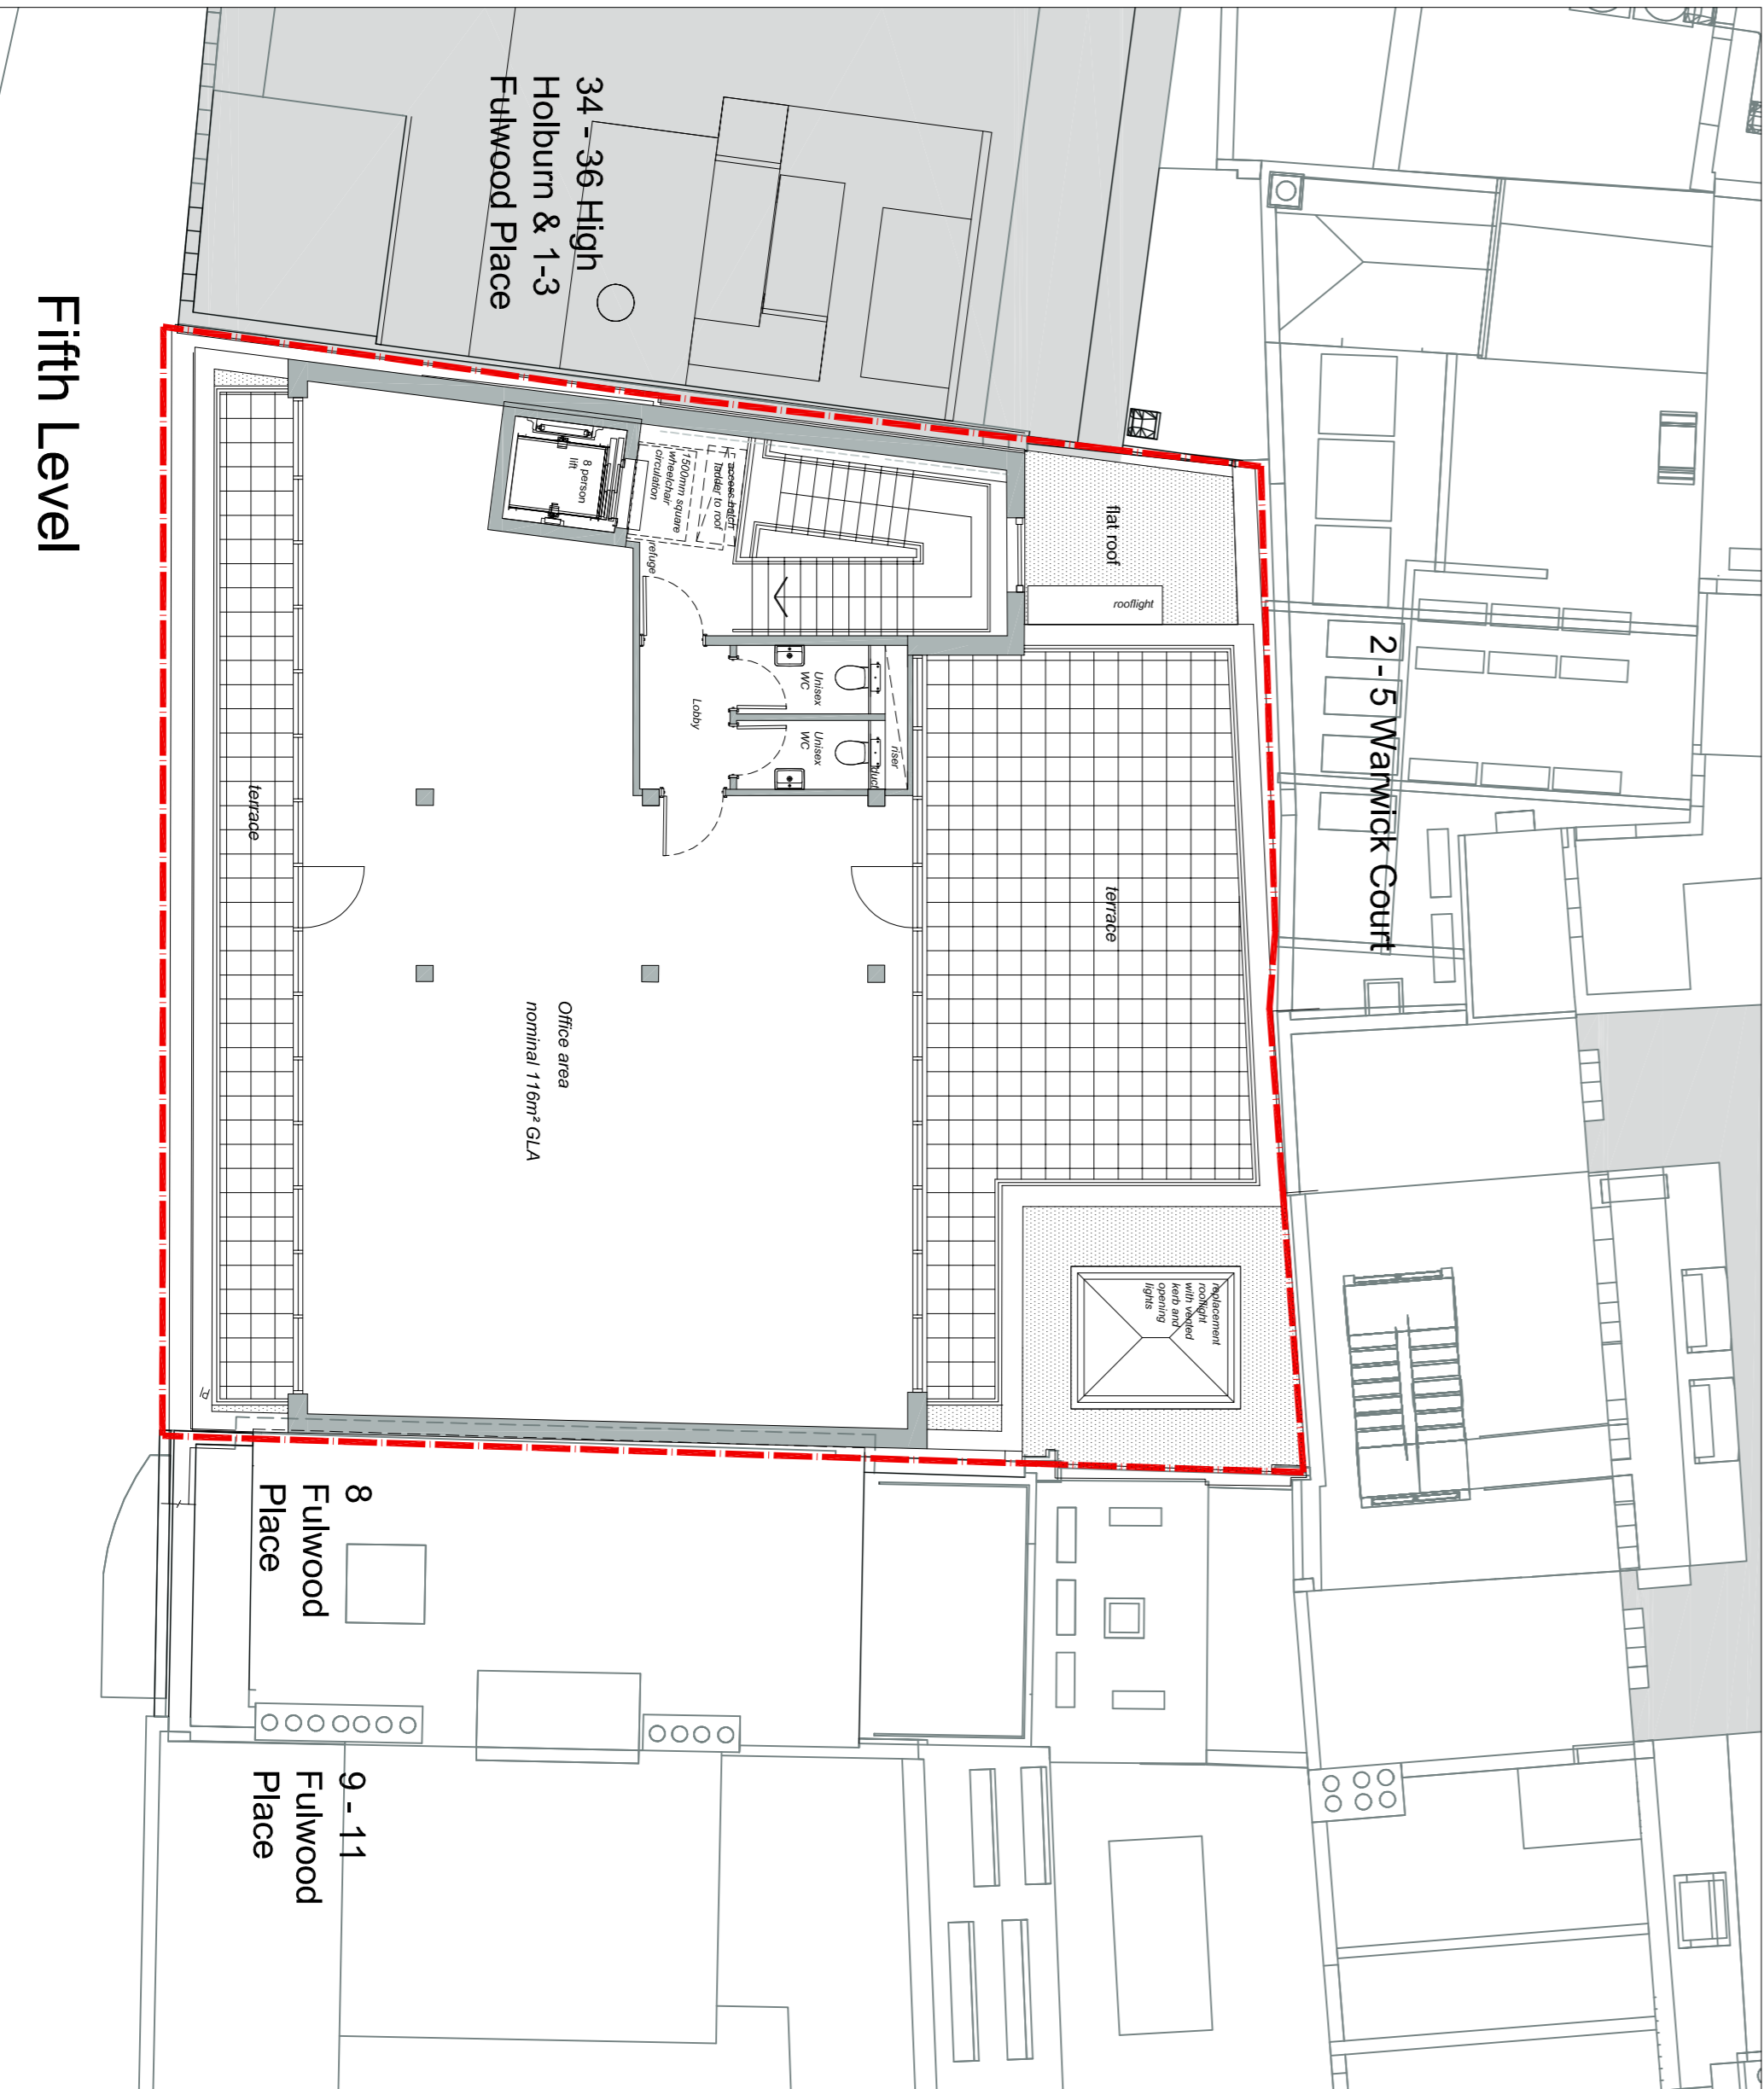 2 - 5 Warwick Court
34 - 36 High
Holburn & 1-3
Fulwood Place
flat roof
rooflight
terrace
replacement
rooflight
with vented
kerb and
opening
lights
access hatch
ladder to roof
1500mm square
wheelchair
circulation
8 person
lift
refuge
Unisex
WC
Unisex
WC
riser
duct
Lobby
Office area
nominal 116m² GLA
terrace
8
Fulwood
Place
9 - 11
Fulwood
Place
Fifth Level